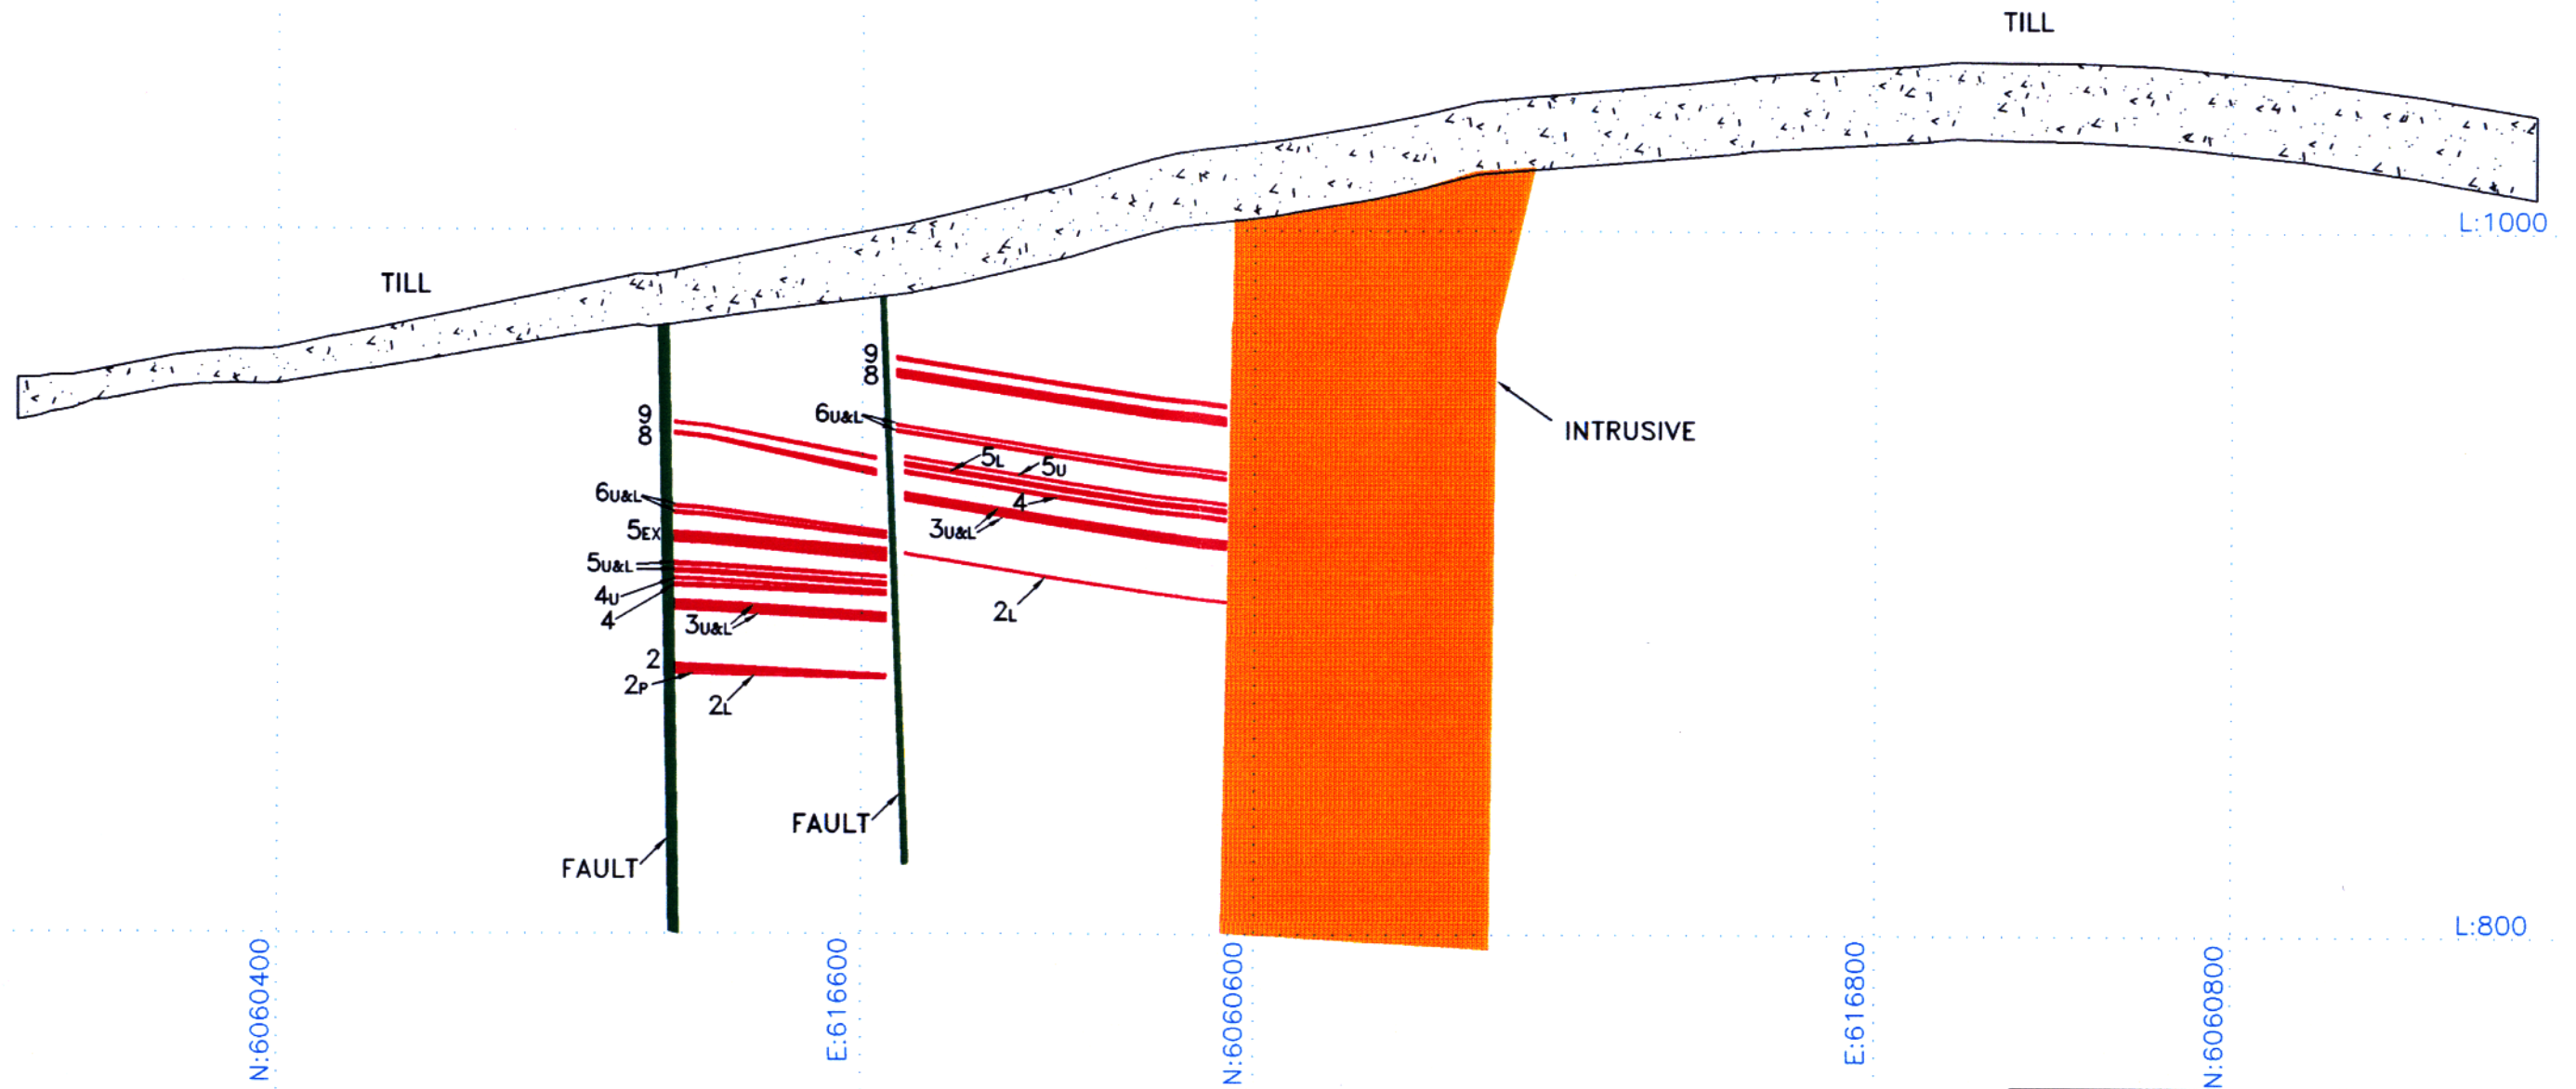 TILL
L:1000
TILL
9
8
9
8
6U&L
INTRUSIVE
5L
5U
6U&L
4
5EX
3U&L
5U&L
4U
4
2L
3U&L
2
2P
2L
FAULT
FAULT
L:800
N:6060400
E:616600
N:6060600
E:616800
N:6060800